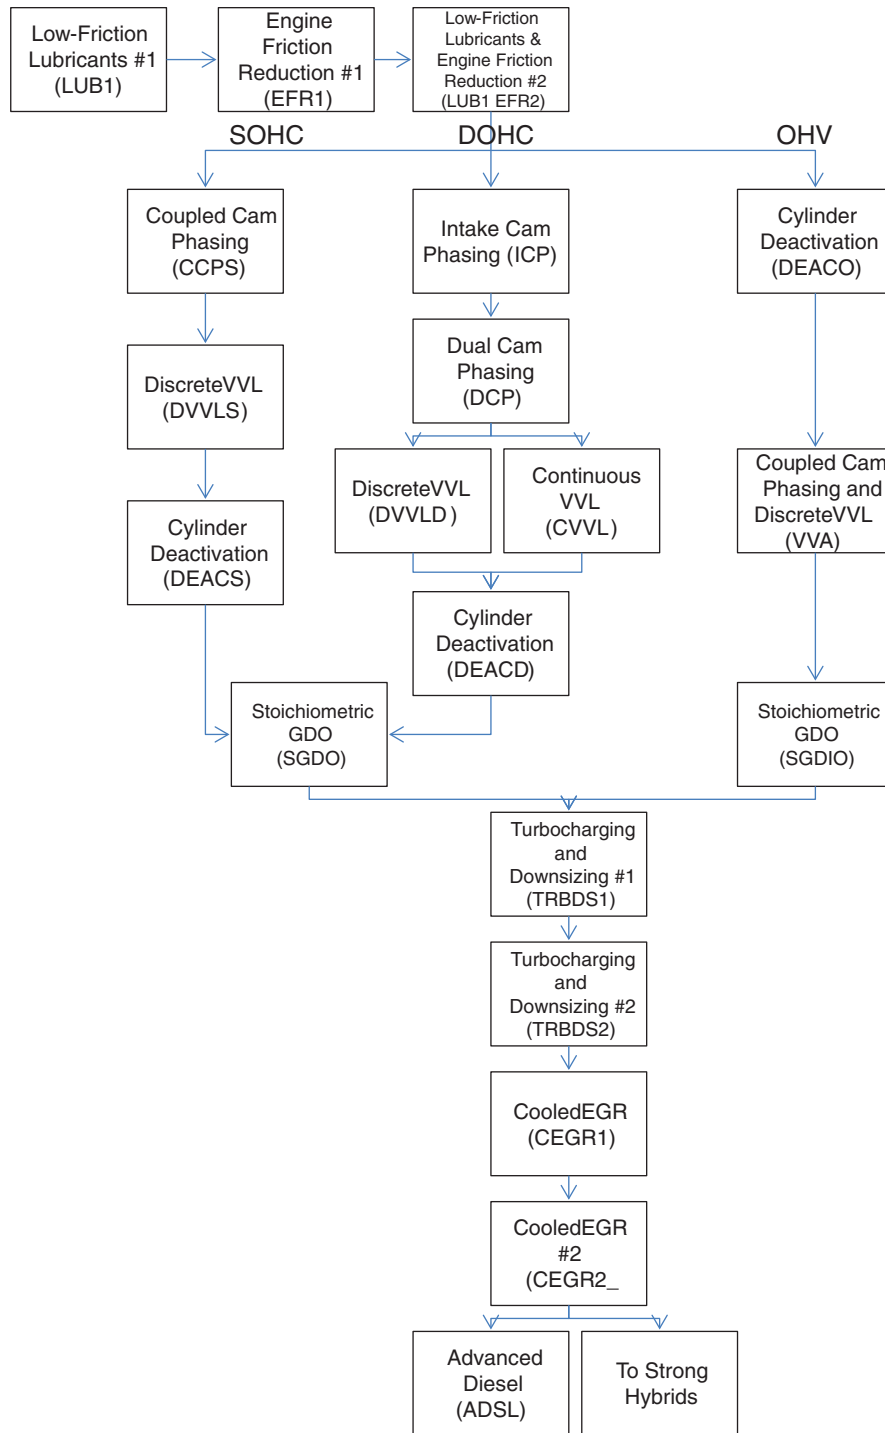 Low-Friction
Lubricants #1
(LUB1)
Engine
Friction
Reduction #1
(EFR1)
Low-Friction
Lubricants &
Engine Friction
Reduction #2
(LUB1 EFR2)
SOHC
DOHC
OHV
Coupled Cam
Phasing
(CCPS)
Intake Cam
Phasing (ICP)
Cylinder
Deactivation
(DEACO)
Dual Cam
Phasing
(DCP)
DiscreteVVL
(DVVLS)
DiscreteVVL
(DVVLD )
Continuous
VVL
(CVVL)
Coupled Cam
Phasing and
DiscreteVVL
(VVA)
Cylinder
Deactivation
(DEACS)
Cylinder
Deactivation
(DEACD)
Stoichiometric
GDO
(SGDO)
Stoichiometric
GDO
(SGDIO)
Turbocharging
and
Downsizing #1
(TRBDS1)
Turbocharging
and
Downsizing #2
(TRBDS2)
CooledEGR
(CEGR1)
CooledEGR
#2
(CEGR2_
Advanced
Diesel
(ADSL)
To Strong
Hybrids